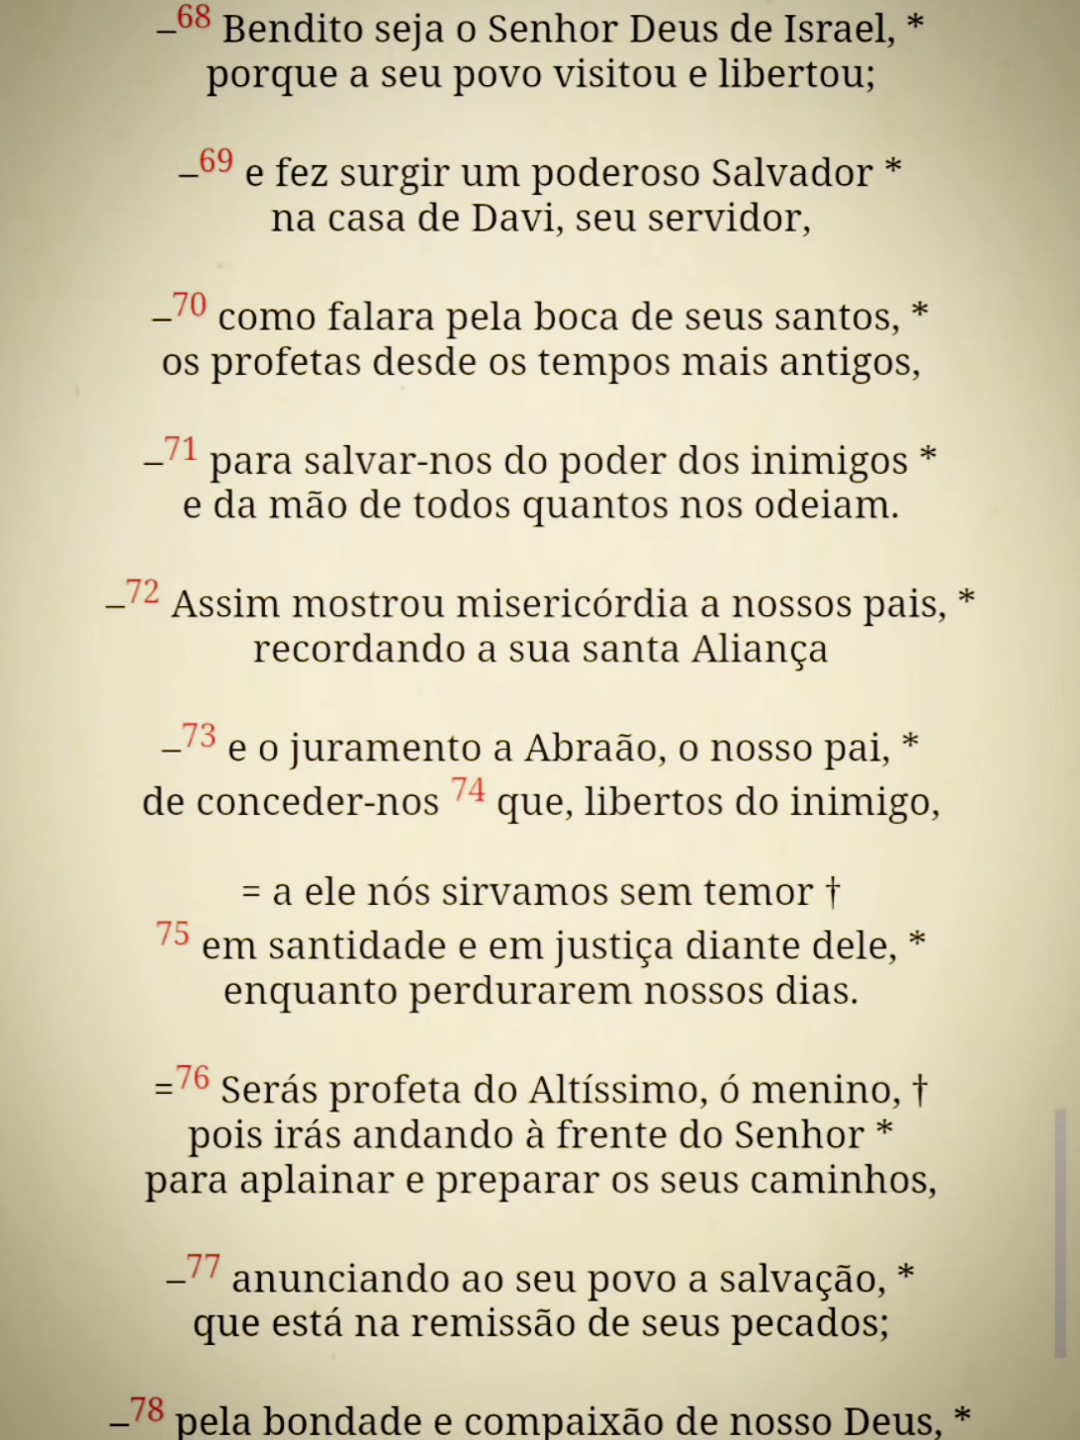 –68 Bendito seja o Senhor Deus de Israel, *
porque a seu povo visitou e libertou;
–69 e fez surgir um poderoso Salvador *
na casa de Davi, seu servidor,
–70 como falara pela boca de seus santos, *
os profetas desde os tempos mais antigos,
–71 para salvar-nos do poder dos inimigos *
e da mão de todos quantos nos odeiam.
–72 Assim mostrou misericórdia a nossos pais, *
recordando a sua santa Aliança
–73 e o juramento a Abraão, o nosso pai, *
de conceder-nos 74 que, libertos do inimigo,
= a ele nós sirvamos sem temor †
75 em santidade e em justiça diante dele, *
enquanto perdurarem nossos dias.
=76 Serás profeta do Altíssimo, ó menino, †
pois irás andando à frente do Senhor *
para aplainar e preparar os seus caminhos,
–77 anunciando ao seu povo a salvação, *
que está na remissão de seus pecados;
–78 pela bondade e compaixão de nosso Deus, *